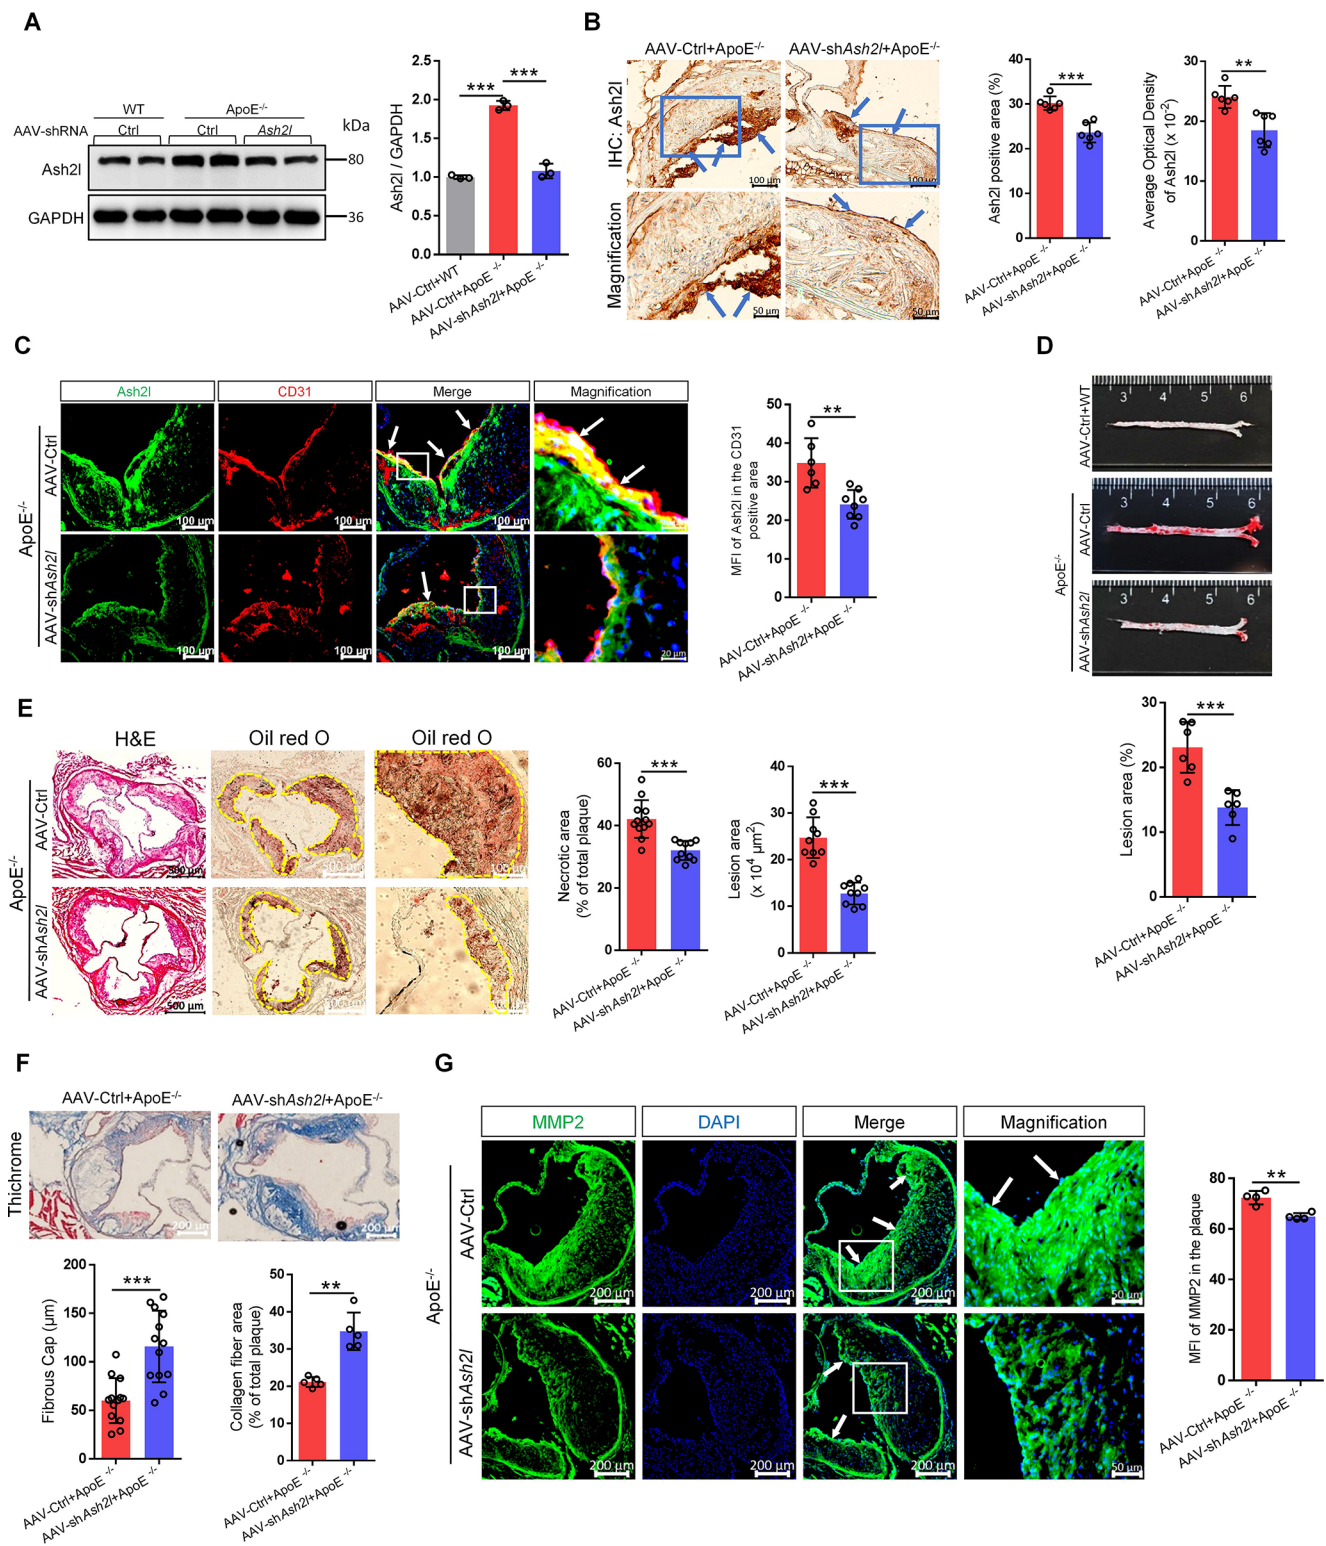 A
WT
ApoE-/-
AAV-shRNA
Ctrl
Ctrl
Ash2l
kDa
Ash2l
80
GAPDH
36
Ash2l / GAPDH
2.5
2.0
1.5
1.0
0.5
0.0
***
***
AAV-Ctrl+WT
AAV-Ctrl+ApoE -/-
AAV-shAsh2l+ApoE -/-
B
AAV-Ctrl+ApoE-/-
AAV-shAsh2l+ApoE-/-
IHC: Ash2l
Magnification
100 µm
100 µm
50 µm
50 µm
Ash2l positive area (%)
40
30
20
10
0
***
AAV-Ctrl+ApoE -/-
AAV-shAsh2l+ApoE -/-
Average Optical Density
of Ash2l (x 10-2)
30
20
10
0
**
AAV-Ctrl+ApoE -/-
AAV-shAsh2l+ApoE -/-
C
Ash2l
CD31
Merge
Magnification
ApoE-/-
AAV-Ctrl
AAV-shAsh2l
100 µm
100 µm
100 µm
100 µm
100 µm
100 µm
20 µm
MFI of Ash2l in the CD31
positive area
50
40
30
20
10
0
**
AAV-Ctrl+ApoE -/-
AAV-shAsh2l+ApoE -/-
D
AAV-Ctrl+WT
3 4 5 6
ApoE-/-
AAV-Ctrl
3 4 5 6
AAV-shAsh2l
3 4 5 6
Lesion area (%)
30
20
10
0
***
AAV-Ctrl+ApoE -/-
AAV-shAsh2l+ApoE -/-
E
H&E
Oil red O
Oil red O
ApoE-/-
AAV-Ctrl
AAV-shAsh2l
500 µm
500 µm
Necrotic area
(% of total plaque)
60
40
20
0
***
AAV-Ctrl+ApoE -/-
AAV-shAsh2l+ApoE -/-
Lesion area
(x 10⁴ µm²)
40
30
20
10
0
***
AAV-Ctrl+ApoE -/-
AAV-shAsh2l+ApoE -/-
F
AAV-Ctrl+ApoE-/-
AAV-shAsh2l+ApoE-/-
Thichrome
200 µm
200 µm
Fibrous Cap (µm)
200
150
100
50
0
***
AAV-Ctrl+ApoE -/-
AAV-shAsh2l+ApoE -/-
Collagen fiber area
(% of total plaque)
50
40
30
20
10
0
**
AAV-Ctrl+ApoE -/-
AAV-shAsh2l+ApoE -/-
G
MMP2
DAPI
Merge
Magnification
ApoE-/-
AAV-Ctrl
AAV-shAsh2l
200 µm
200 µm
200 µm
50 µm
200 µm
200 µm
200 µm
50 µm
MFI of MMP2 in the plaque
80
60
40
20
0
**
AAV-Ctrl+ApoE -/-
AAV-shAsh2l+ApoE -/-